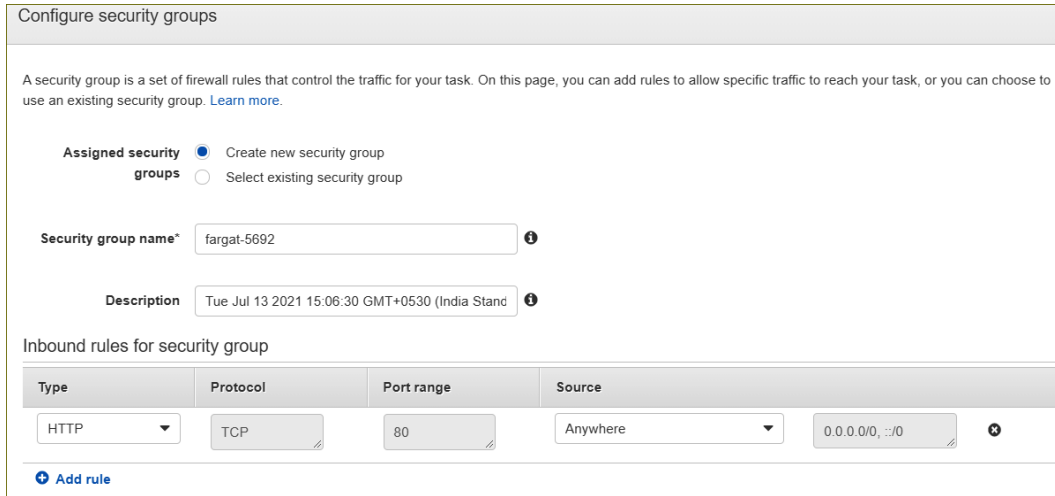 Configure security groups
A security group is a set of firewall rules that control the traffic for your task. On this page, you can add rules to allow specific traffic to reach your task, or you can choose to
use an existing security group. Learn more.
Assigned security groups
Create new security group
Select existing security group
Security group name* fargat-5692
Description Tue Jul 13 2021 15:06:30 GMT+0530 (India Stand
Inbound rules for security group
Type Protocol Port range Source
HTTP TCP 80 Anywhere 0.0.0.0/0, ::/0
Add rule